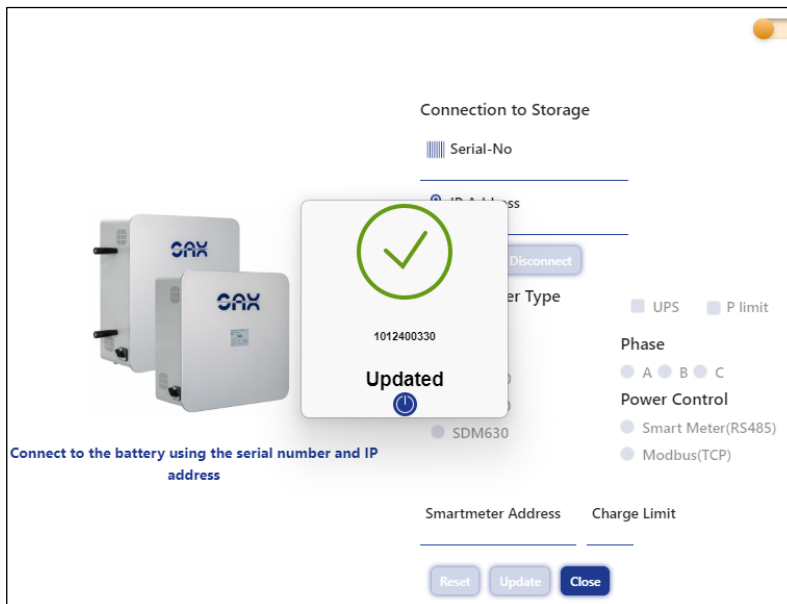 Connection to Storage
Serial-No
IP Address
Disconnect
er Type
UPS
P limit
SAX
SAX
1012400330
Updated
Phase
A
B
C
Power Control
Smart Meter(RS485)
SDM630
Modbus(TCP)
Connect to the battery using the serial number and IP
address
Smartmeter Address
Charge Limit
Reset
Update
Close